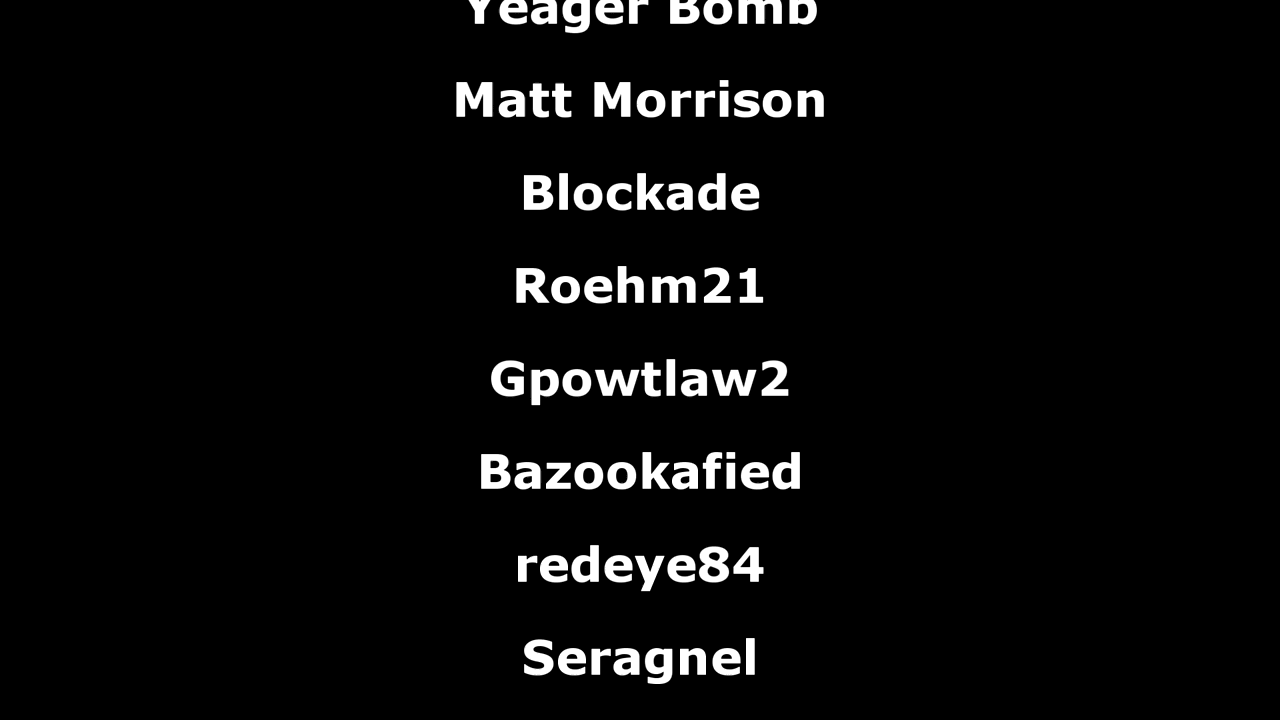 Yeager Bomb
Matt Morrison
Blockade
Roehm21
Gpowtlaw2
Bazookafied
redeye84
Seragnel